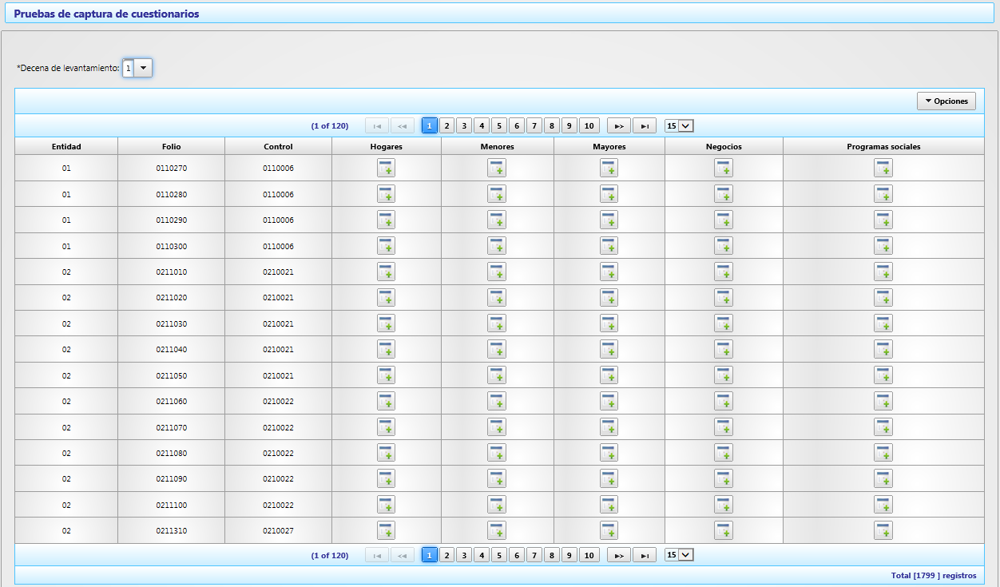 Pruebas de captura de cuestionarios
*Decena de levantamiento: 1
Opciones
(1 of 120) 1 2 3 4 5 6 7 8 9 10 15
Entidad Folio Control Hogares Menores Mayores Negocios Programas sociales
01 0110270 0110006
01 0110280 0110006
01 0110290 0110006
01 0110300 0110006
02 0211010 0210021
02 0211020 0210021
02 0211030 0210021
02 0211040 0210021
02 0211050 0210021
02 0211060 0210022
02 0211070 0210022
02 0211080 0210022
02 0211090 0210022
02 0211100 0210022
02 0211310 0210027
(1 of 120) 1 2 3 4 5 6 7 8 9 10 15
Total [1799 ] registros